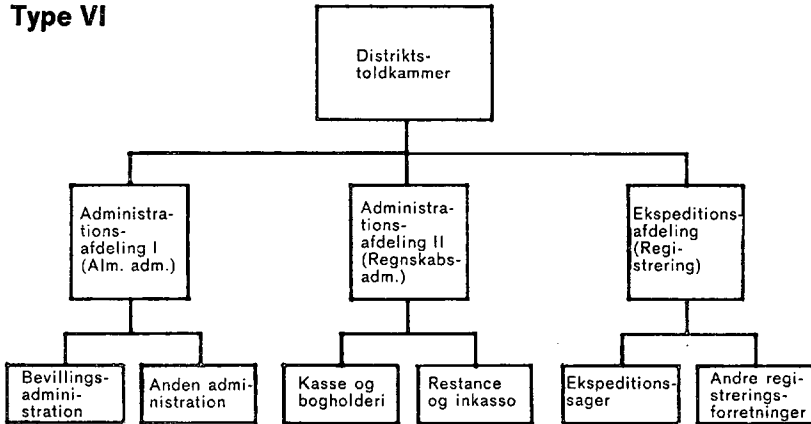 Type VI
Distrikts-
toldkammer
Administra-
tions-
afdeling I
(Alm. adm.)
Administra-
tions-
afdeling II
(Regnskabs-
adm.)
Ekspeditions-
afdeling
(Regi-
strering)
Bevillings-
admini-
stration
Anden admi-
nistration
Kasse og
bogholderi
Restance
og inkasso
Ekspeditions-
sager
Andre regi-
strerings-
forretninger